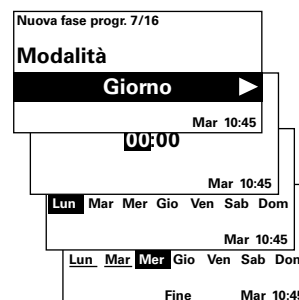 Nuova fase progr. 7/16
Modalità
Giorno
Mar 10:45
00:00
Mar 10:45
Lun Mar Mer Gio Ven Sab Dom
Mar 10:45
Lun Mar Mer Gio Ven Sab Dom
Fine Mar 10:45